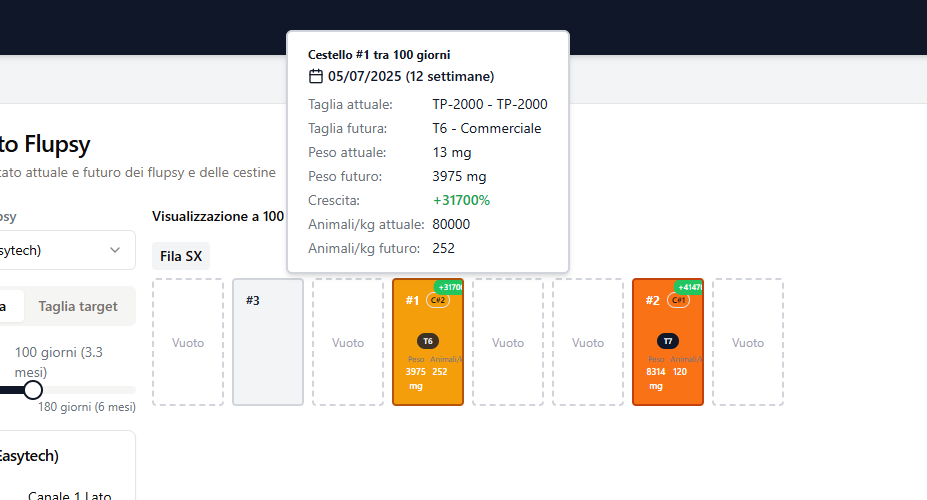 Cestello #1 tra 100 giorni
05/07/2025 (12 settimane)
Taglia attuale: TP-2000 - TP-2000
Taglia futura: T6 - Commerciale
Peso attuale: 13 mg
Peso futuro: 3975 mg
Crescita: +31700%
Animali/kg attuale: 80000
Animali/kg futuro: 252
to Flupsy
tato attuale e futuro dei flupsy e delle cestine
psy
sytech)
a Taglia target
100 giorni (3.3
mesi)
180 giorni (6 mesi)
Easytech)
Canale 1 Lato
Visualizzazione a 100
Fila SX
Vuoto
#3
Vuoto
+3170
#1 C#2
T6
Peso Animali/k
3975 252
mg
Vuoto
Vuoto
+4147
#2 C#1
T7
Peso Animali/k
8314 120
mg
Vuoto